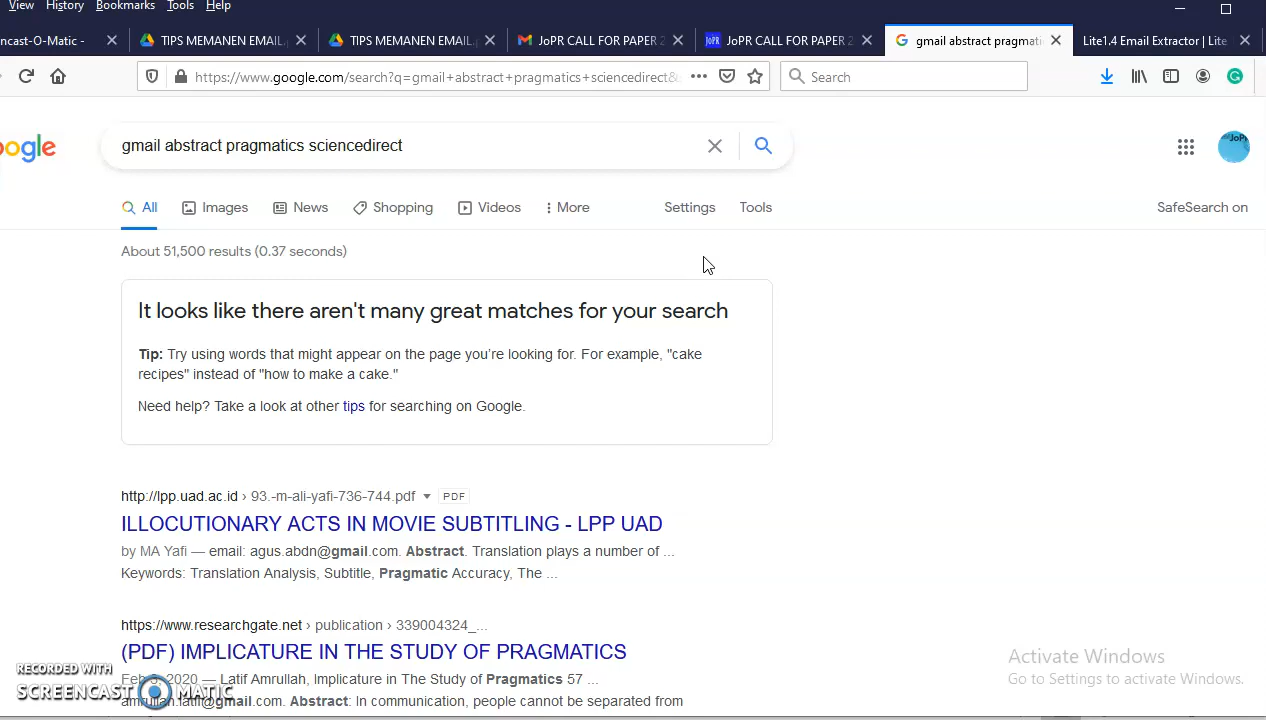 View History Bookmarks Tools Help
ncast-O-Matic - TIPS MEMANEN EMAIL. TIPS MEMANEN EMAIL. JoPR CALL FOR PAPER 2 JoPR CALL FOR PAPER 2 gmail abstract pragmati Lite1.4 Email Extractor | Lite
https://www.google.com/search?q=gmail+abstract+pragmatics+sciencedirect& Search
oogle gmail abstract pragmatics sciencedirect
All Images News Shopping Videos More Settings Tools SafeSearch on
About 51,500 results (0.37 seconds)
It looks like there aren't many great matches for your search
Tip: Try using words that might appear on the page you're looking for. For example, "cake
recipes" instead of "how to make a cake."
Need help? Take a look at other tips for searching on Google.
http://lpp.uad.ac.id › 93.-m-ali-yafi-736-744.pdf PDF
ILLOCUTIONARY ACTS IN MOVIE SUBTITLING - LPP UAD
by MA Yafi — email: agus.abdn@gmail.com. Abstract. Translation plays a number of ...
Keywords: Translation Analysis, Subtitle, Pragmatic Accuracy, The ...
https://www.researchgate.net › publication › 339004324_...
(PDF) IMPLICATURE IN THE STUDY OF PRAGMATICS
Feb 3, 2020 — Latif Amrullah, Implicature in The Study of Pragmatics 57 ...
amrullah.latif@gmail.com. Abstract: In communication, people cannot be separated from
RECORDED WITH
SCREENCAST MATIC
Activate Windows
Go to Settings to activate Windows.